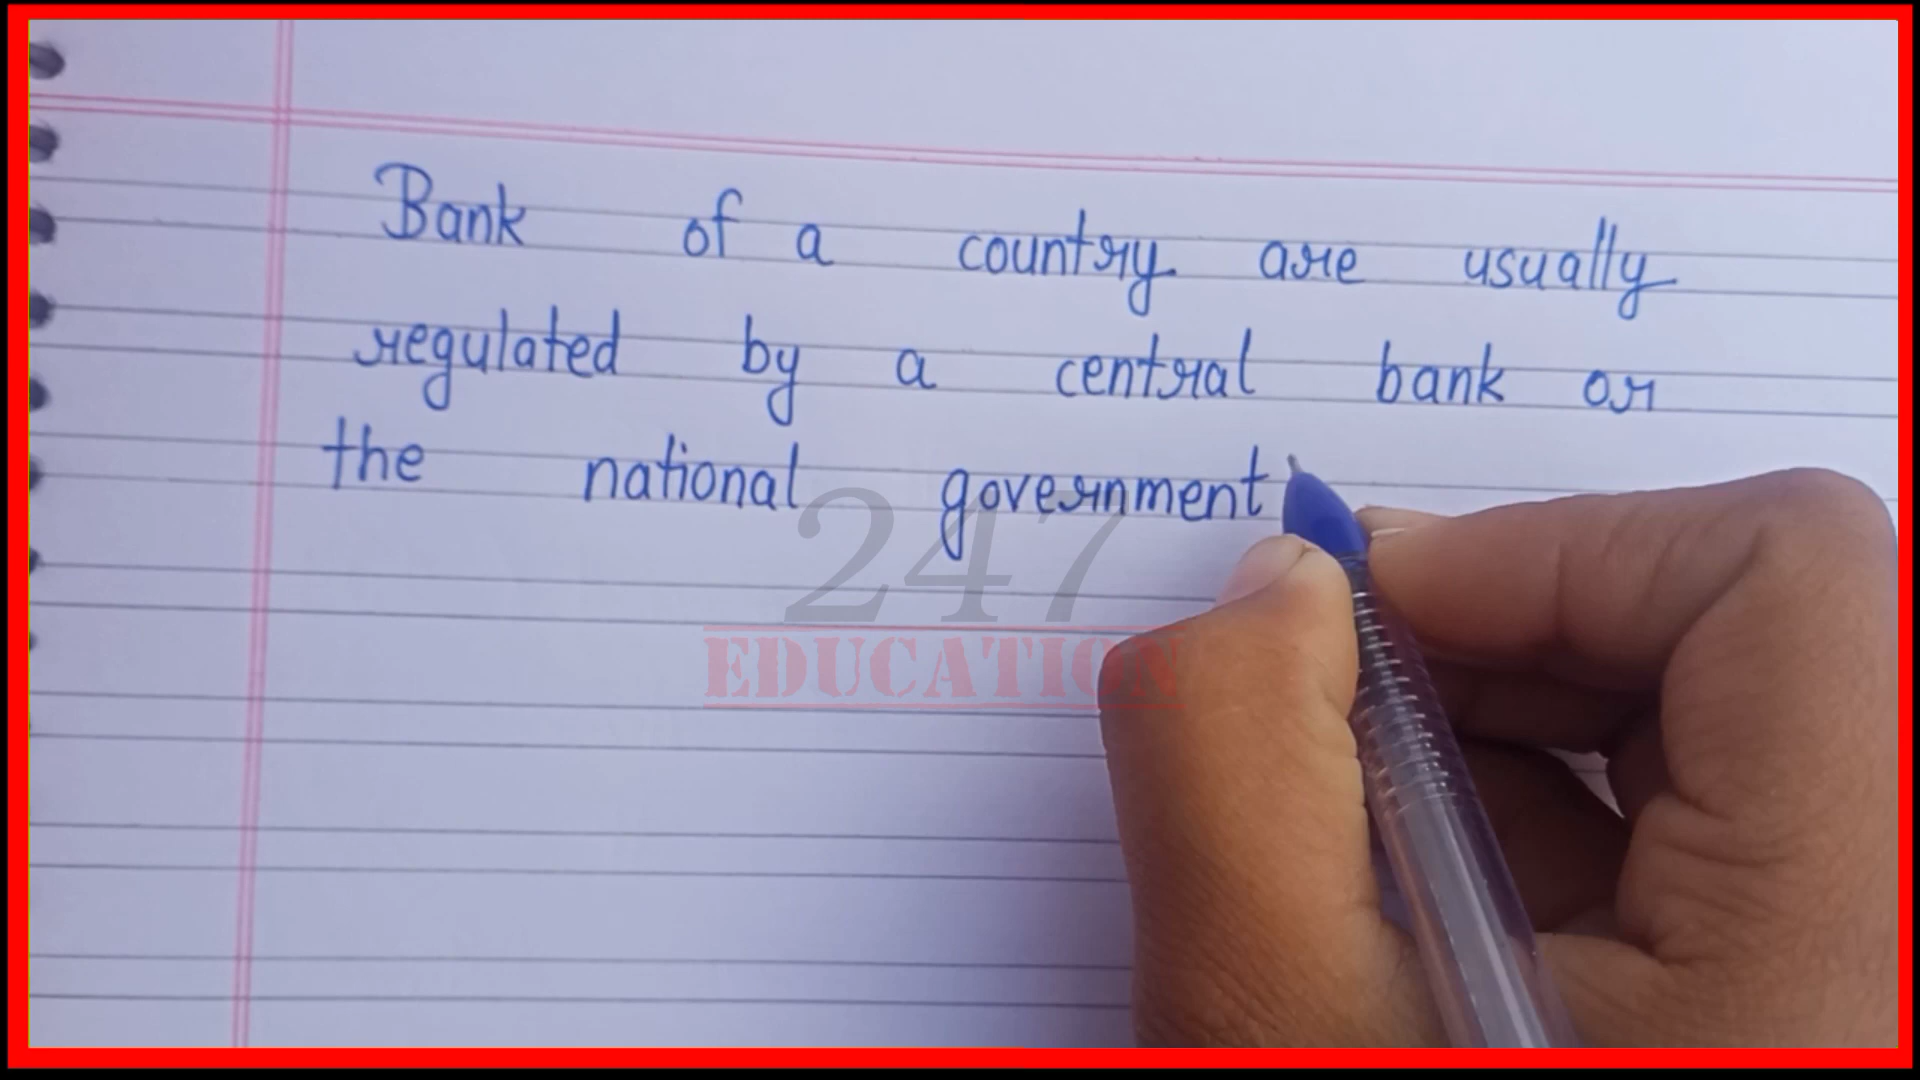 Bank of a country are usually
regulated by a central bank or
the national government
247
EDUCATION